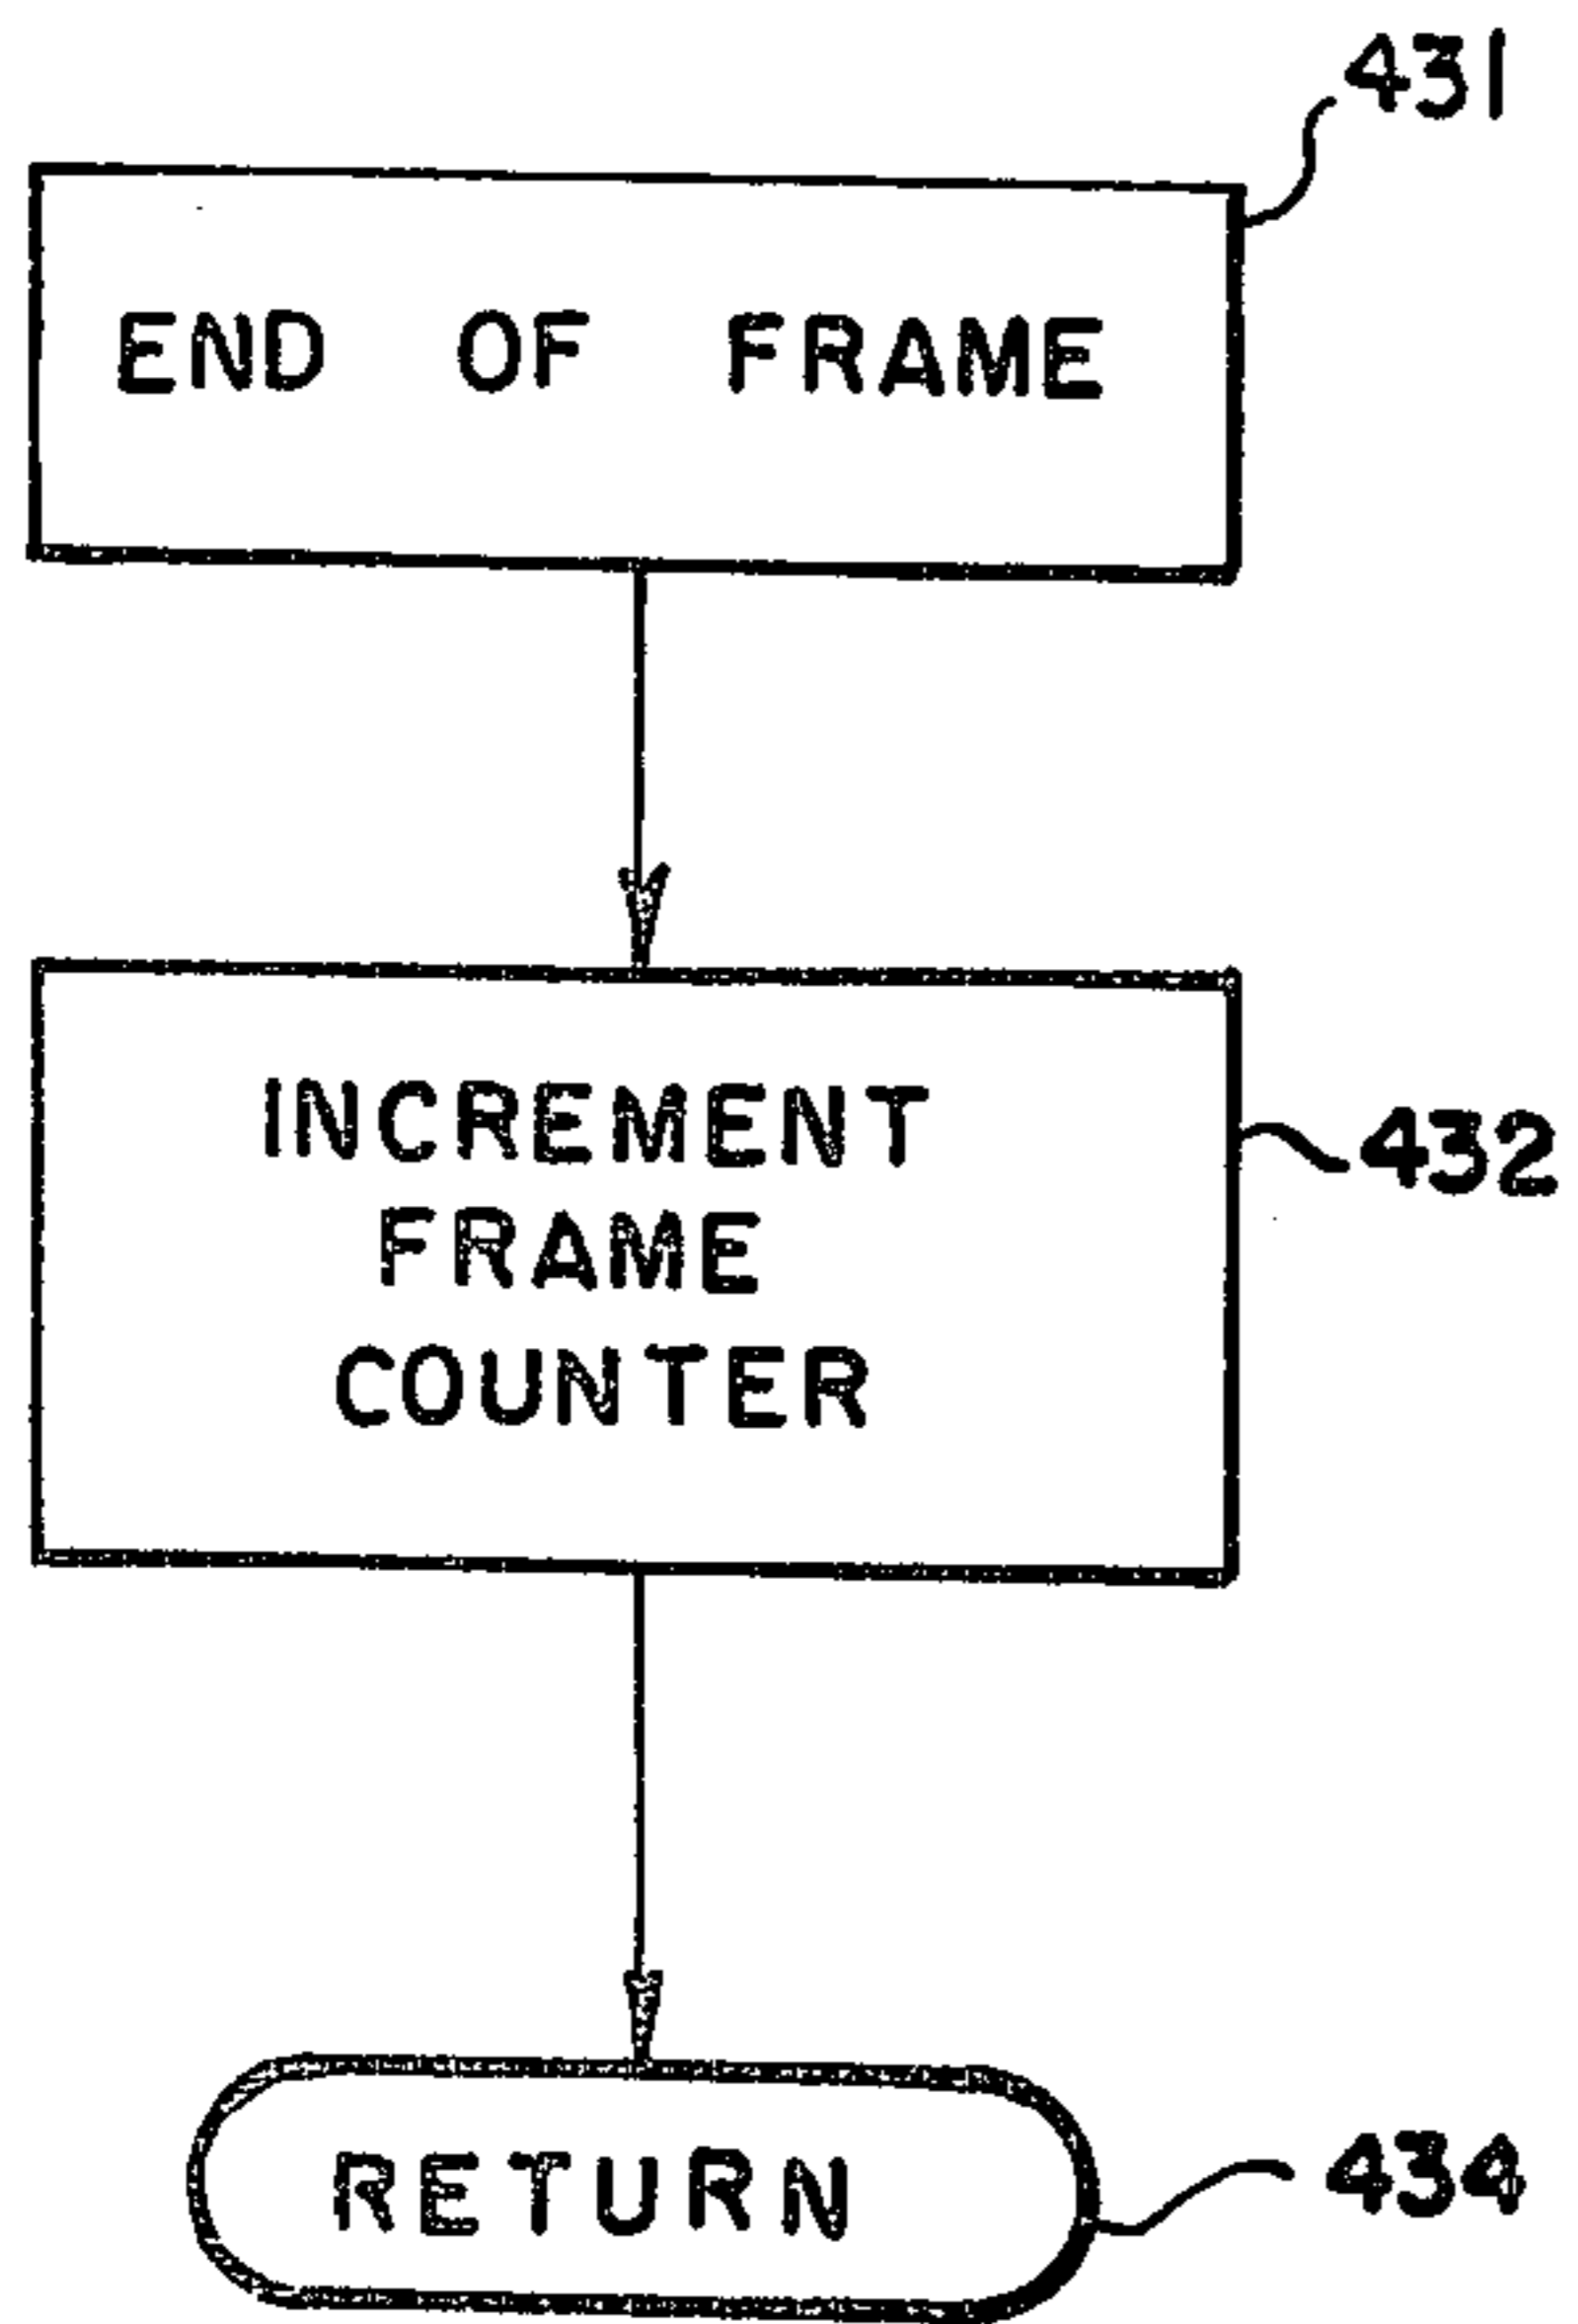 431
END OF FRAME
INCREMENT
FRAME
COUNTER
432
RETURN
434